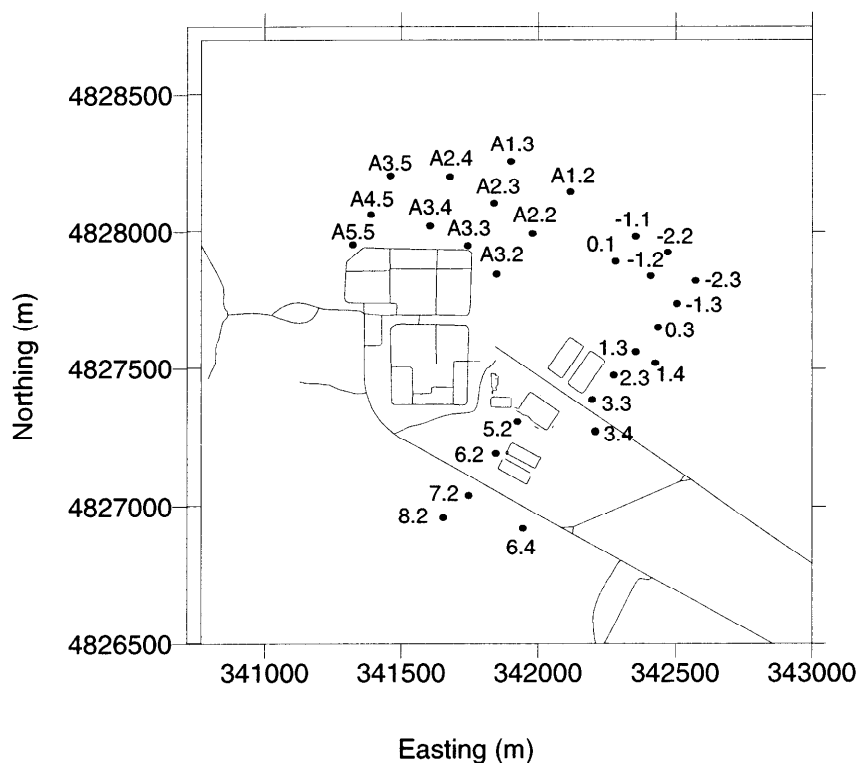 4828500
A1.3
A2.4
A3.5
A1.2
A2.3
A4.5
A3.4
A2.2
-1.1
A5.5
A3.3
-2.2
4828000
0.1
A3.2
-1.2
-2.3
-1.3
0.3
1.3
4827500
1.4
2.3
3.3
5.2
3.4
6.2
7.2
4827000
8.2
6.4
4826500
341000 341500 342000 342500 343000
Northing (m)
Easting (m)